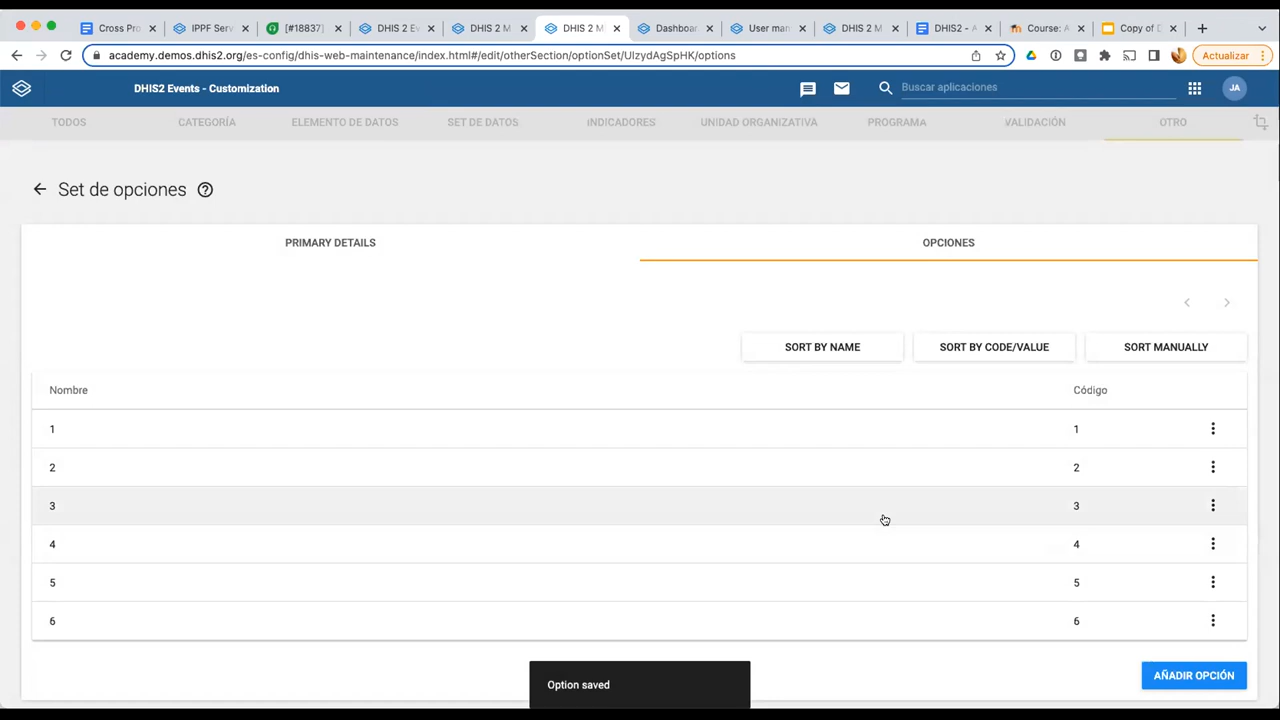 Cross Pro
IPPF Serv
[#18837]
DHIS 2 Ev
DHIS 2 M
DHIS 2 M
Dashboar
User man
DHIS 2 M
DHIS2 - A
Course: A
Copy of D
academy.demos.dhis2.org/es-config/dhis-web-maintenance/index.html#/edit/otherSection/optionSet/UIzydAgSpHK/options
Actualizar
DHIS2 Events - Customization
Buscar aplicaciones
JA
TODOS
CATEGORÍA
ELEMENTO DE DATOS
SET DE DATOS
INDICADORES
UNIDAD ORGANIZATIVA
PROGRAMA
VALIDACIÓN
OTRO
Set de opciones
PRIMARY DETAILS
OPCIONES
SORT BY NAME
SORT BY CODE/VALUE
SORT MANUALLY
Nombre Código
1 1
2 2
3 3
4 4
5 5
6 6
Option saved
AÑADIR OPCIÓN